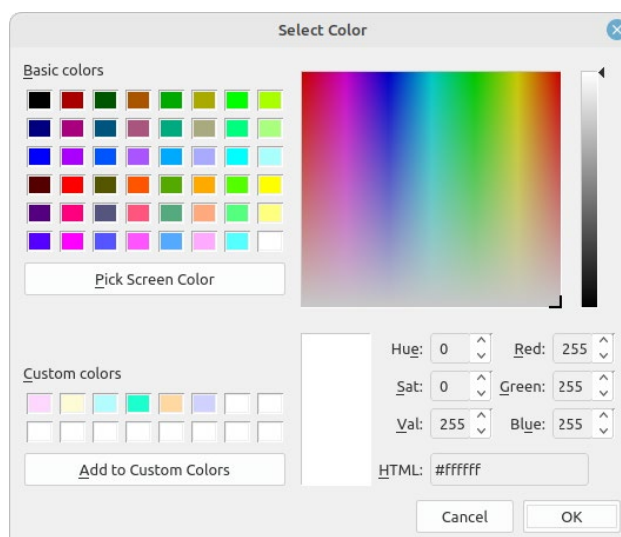 Select Color
Basic colors
Pick Screen Color
Custom colors
Add to Custom Colors
Hue: 0 Red: 255
Sat: 0 Green: 255
Val: 255 Blue: 255
HTML: #ffffff
Cancel OK